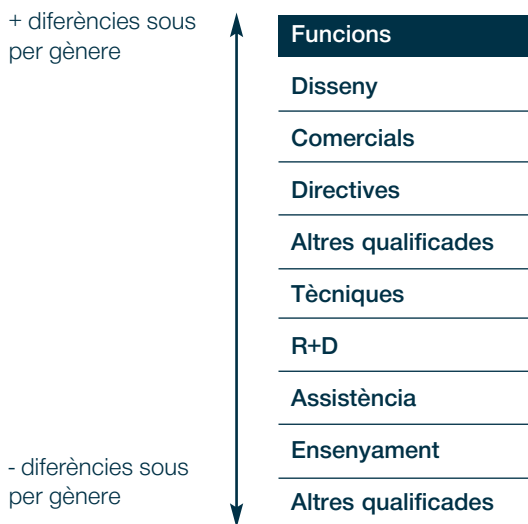 + diferències sous
per gènere
Funcions
Disseny
Comercials
Directives
Altres qualificades
Tècniques
R+D
Assistència
Ensenyament
- diferències sous
per gènere
Altres qualificades